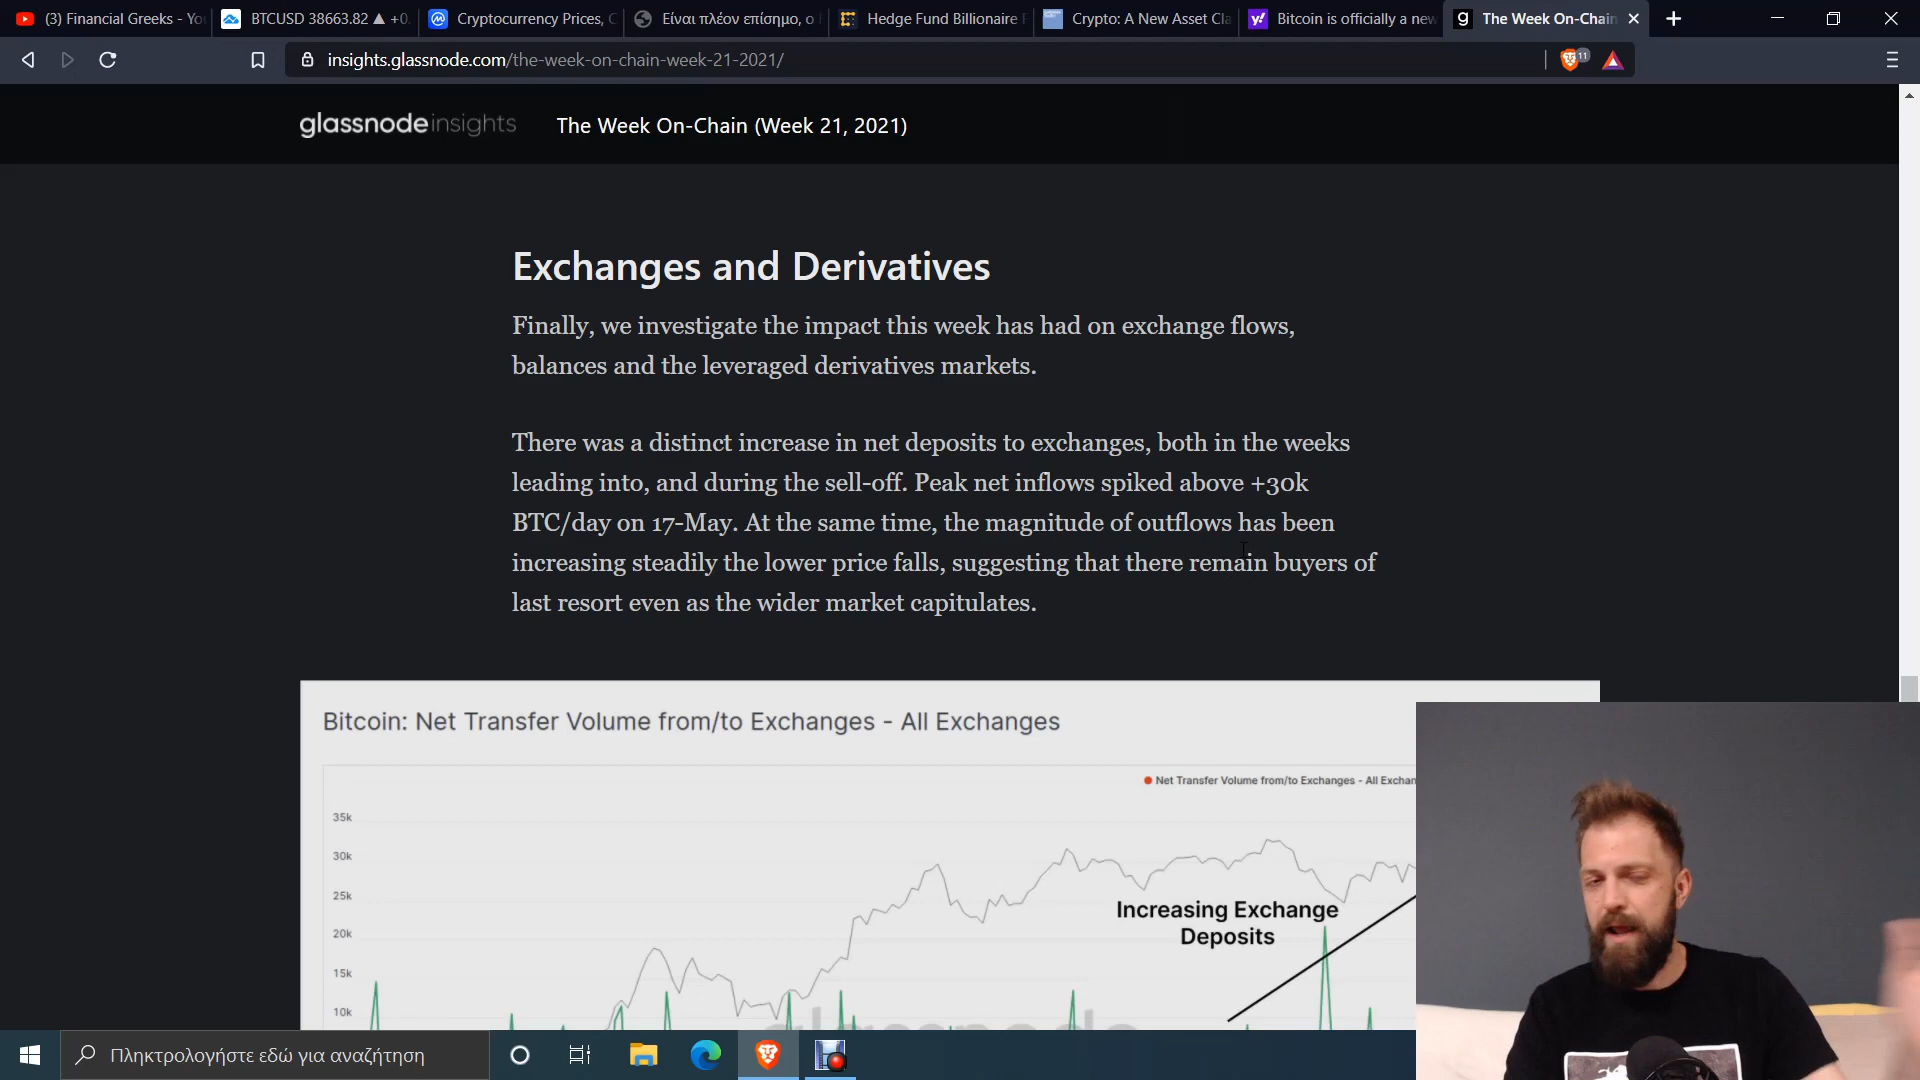 (3) Financial Greeks - Yo
BTCUSD 38663.82 ▲ +0.
Cryptocurrency Prices, C
Είναι πλέον επίσημο, ο
Hedge Fund Billionaire
Crypto: A New Asset Cla
Bitcoin is officially a new
The Week On-Chain
insights.glassnode.com/the-week-on-chain-week-21-2021/
11
glassnode insights
The Week On-Chain (Week 21, 2021)
Exchanges and Derivatives
Finally, we investigate the impact this week has had on exchange flows,
balances and the leveraged derivatives markets.
There was a distinct increase in net deposits to exchanges, both in the weeks
leading into, and during the sell-off. Peak net inflows spiked above +30k
BTC/day on 17-May. At the same time, the magnitude of outflows has been
increasing steadily the lower price falls, suggesting that there remain buyers of
last resort even as the wider market capitulates.
Bitcoin: Net Transfer Volume from/to Exchanges - All Exchanges
Net Transfer Volume from/to Exchanges - All Exchan
35k
30k
25k
20k
15k
10k
Increasing Exchange
Deposits
Πληκτρολογήστε εδώ για αναζήτηση